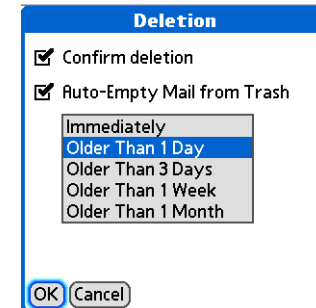 Deletion
Confirm deletion
Auto-Empty Mail from Trash
Immediately
Older Than 1 Day
Older Than 3 Days
Older Than 1 Week
Older Than 1 Month
OK Cancel